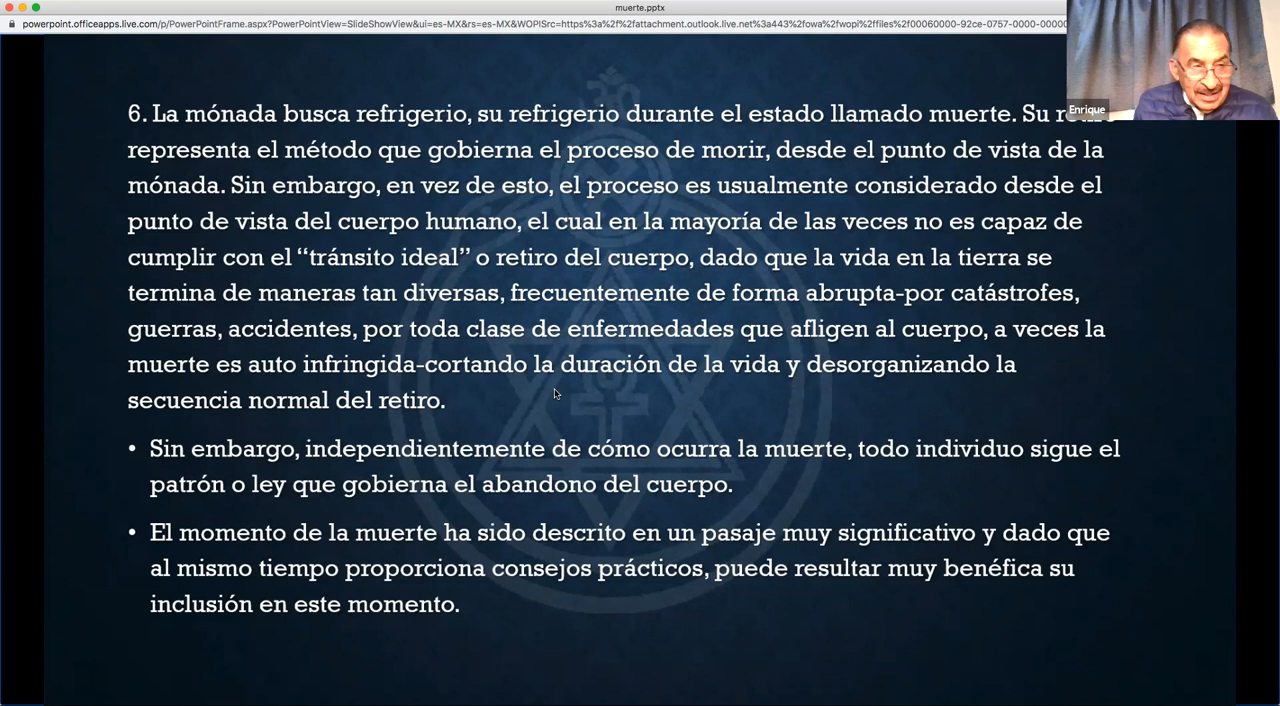 muerte.pptx
powerpoint.officeapps.live.com/p/PowerPointFrame.aspx?PowerPointView=SlideShowView&ui=es-MX&rs=es-MX&WOPISrc=https%3a%2f%2fattachment.outlook.live.net%3a443%2fowa%2fwopi%2ffiles%2f00060000-92ce-0757-0000-00000
Enrique
6. La mónada busca refrigerio, su refrigerio durante el estado llamado muerte. Su
representa el método que gobierna el proceso de morir, desde el punto de vista de la
mónada. Sin embargo, en vez de esto, el proceso es usualmente considerado desde el
punto de vista del cuerpo humano, el cual en la mayoría de las veces no es capaz de
cumplir con el “tránsito ideal” o retiro del cuerpo, dado que la vida en la tierra se
termina de maneras tan diversas, frecuentemente de forma abrupta-por catástrofes,
guerras, accidentes, por toda clase de enfermedades que afligen al cuerpo, a veces la
muerte es auto infringida-cortando la duración de la vida y desorganizando la
secuencia normal del retiro.
• Sin embargo, independientemente de cómo ocurra la muerte, todo individuo sigue el
patrón o ley que gobierna el abandono del cuerpo.
• El momento de la muerte ha sido descrito en un pasaje muy significativo y dado que
al mismo tiempo proporciona consejos prácticos, puede resultar muy benéfica su
inclusión en este momento.